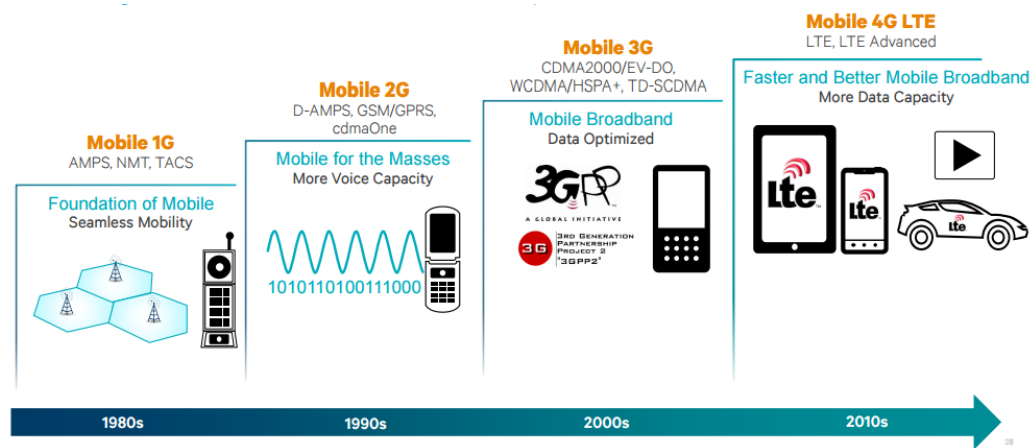 Mobile 1G
AMPS, NMT, TACS
Foundation of Mobile
Seamless Mobility
Mobile 2G
D-AMPS, GSM/GPRS,
cdmaOne
Mobile for the Masses
More Voice Capacity
1010110100111000
Mobile 3G
CDMA2000/EV-DO,
WCDMA/HSPA+, TD-SCDMA
Mobile Broadband
Data Optimized
3GPP
A GLOBAL INITIATIVE
3G
3RD GENERATION
PARTNERSHIP
PROJECT 2
"3GPP2"
Mobile 4G LTE
LTE, LTE Advanced
Faster and Better Mobile Broadband
More Data Capacity
Lte
Lte
Lte
1980s
1990s
2000s
2010s
28